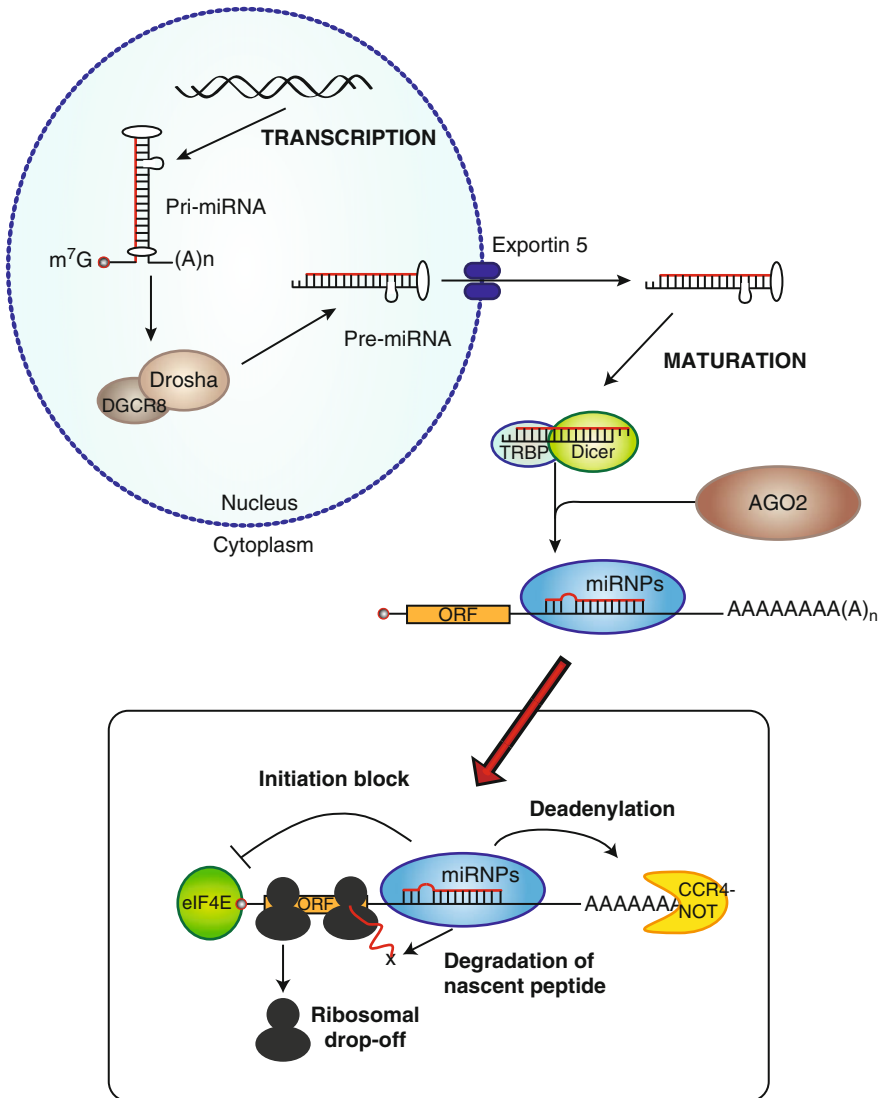 TRANSCRIPTION
Pri-miRNA
m⁷G
(A)n
Exportin 5
Pre-miRNA
MATURATION
Drosha
DGCR8
TRBP
Dicer
Nucleus
Cytoplasm
AGO2
miRNPs
ORF
AAAAAAAA(A)ₙ
Initiation block
Deadenylation
miRNPs
eIF4E
ORF
AAAAAAA
CCR4-
NOT
x
Degradation of
nascent peptide
Ribosomal
drop-off